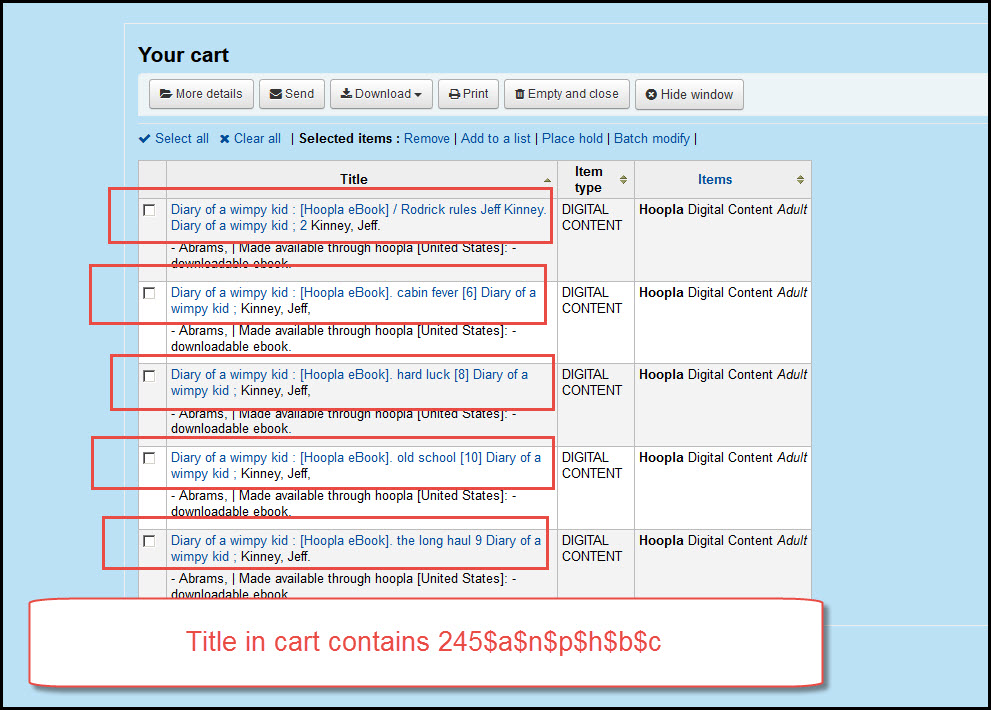 Your cart
More details Send Download Print Empty and close Hide window
Select all Clear all | Selected items : Remove | Add to a list | Place hold | Batch modify |
Title Item type Items
Diary of a wimpy kid : [Hoopla eBook] / Rodrick rules Jeff Kinney. DIGITAL Hoopla Digital Content Adult
Diary of a wimpy kid ; 2 Kinney, Jeff. CONTENT
- Abrams, | Made available through hoopla [United States]: -
downloadable ebook.
Diary of a wimpy kid : [Hoopla eBook]. cabin fever [6] Diary of a DIGITAL Hoopla Digital Content Adult
wimpy kid ; Kinney, Jeff, CONTENT
- Abrams, | Made available through hoopla [United States]: -
downloadable ebook.
Diary of a wimpy kid : [Hoopla eBook]. hard luck [8] Diary of a DIGITAL Hoopla Digital Content Adult
wimpy kid ; Kinney, Jeff, CONTENT
- Abrams, | Made available through hoopla [United States]: -
downloadable ebook.
Diary of a wimpy kid : [Hoopla eBook]. old school [10] Diary of a DIGITAL Hoopla Digital Content Adult
wimpy kid ; Kinney, Jeff, CONTENT
- Abrams, | Made available through hoopla [United States]: -
downloadable ebook.
Diary of a wimpy kid : [Hoopla eBook]. the long haul 9 Diary of a DIGITAL Hoopla Digital Content Adult
wimpy kid ; Kinney, Jeff. CONTENT
- Abrams, | Made available through hoopla [United States]: -
downloadable ebook.
Title in cart contains 245$a$n$p$h$b$c